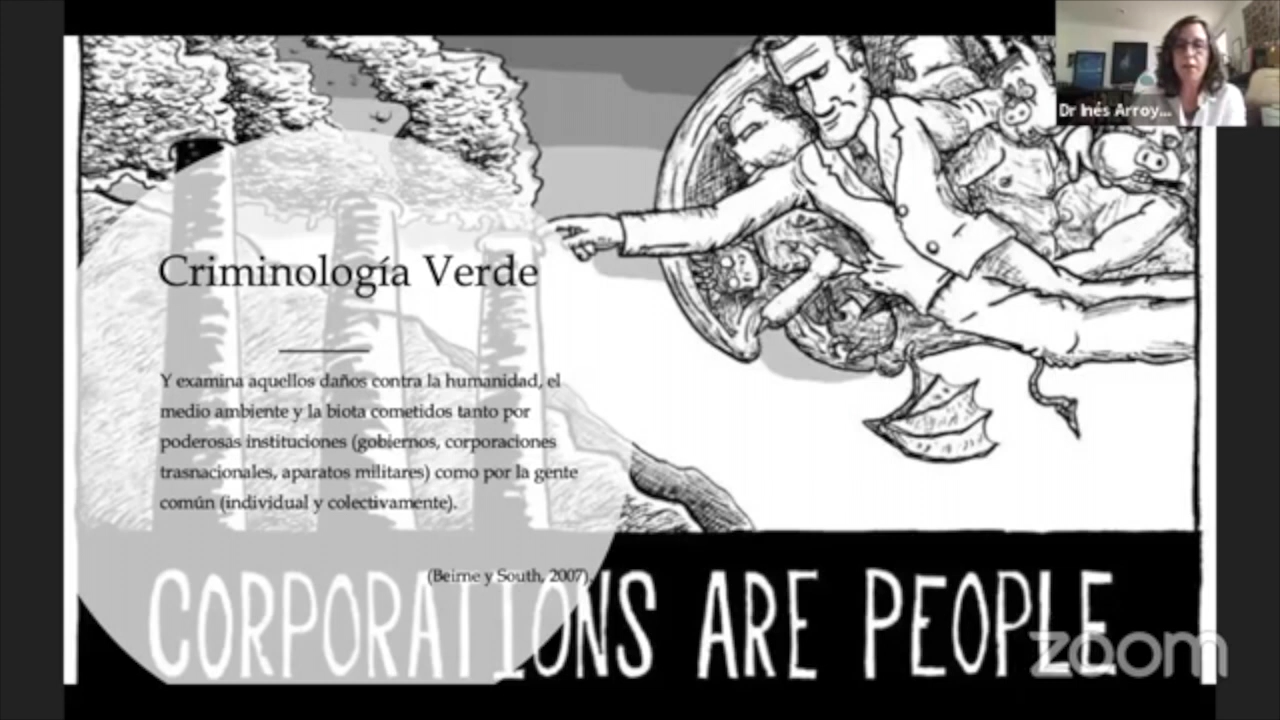 Dr Inés Arroy...
Criminología Verde
Y examina aquellos daños contra la humanidad, el
medio ambiente y la biota cometidos tanto por
poderosas instituciones (gobiernos, corporaciones
trasnacionales, aparatos militares) como por la gente
común (individual y colectivamente).
(Beirne y South, 2007).
CORPORATIONS ARE PEOPLE
zoom